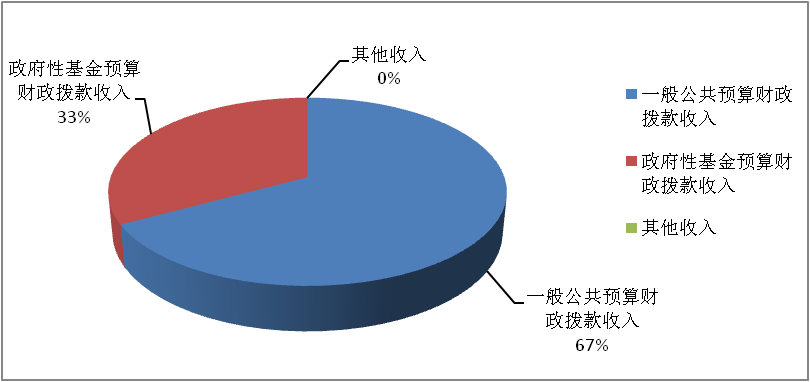 其他收入
0%
政府性基金预算
财政拨款收入
33%
一般公共预算财
政拨款收入
67%
一般公共预算财政
拨款收入
政府性基金预算财
政拨款收入
其他收入